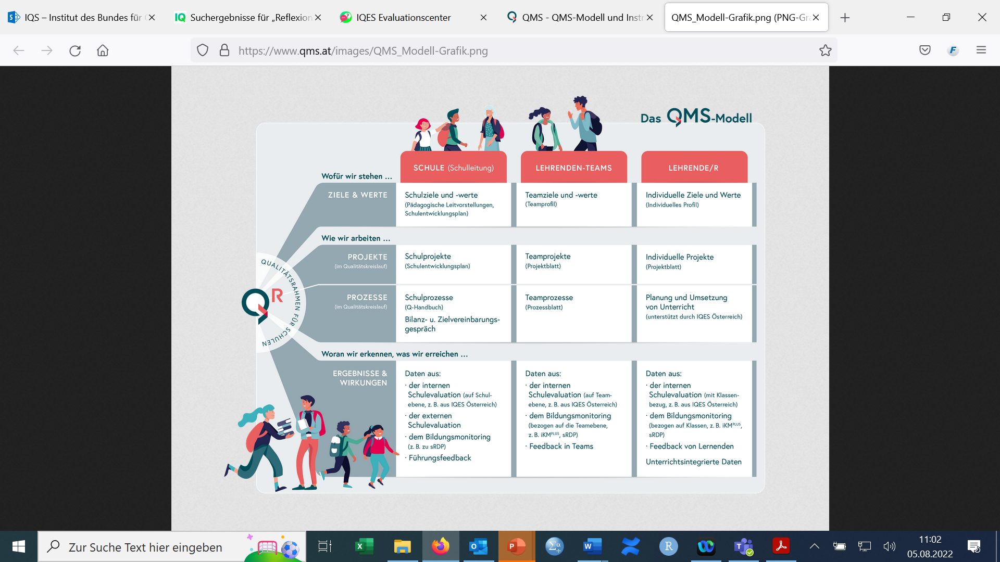 IQS – Institut des Bundes für
Suchergebnisse für „Reflexion
IQES Evaluationscenter
QMS - QMS-Modell und Instr
QMS_Modell-Grafik.png (PNG-Gra
https://www.qms.at/images/QMS_Modell-Grafik.png
Das QMS-Modell
SCHULE (Schulleitung)
LEHRENDEN-TEAMS
LEHRENDE/R
Wofür wir stehen ...
ZIELE & WERTE
Schulziele und -werte
(Pädagogische Leitvorstellungen,
Schulentwicklungsplan)
Teamziele und -werte
(Teamprofil)
Individuelle Ziele und Werte
(Individuelles Profil)
Wie wir arbeiten ...
PROJEKTE
(im Qualitätskreislauf)
Schulprojekte
(Schulentwicklungsplan)
Teamprojekte
(Projektblatt)
Individuelle Projekte
(Projektblatt)
QUALITÄTSRAHMEN FÜR SCHULEN
QR
PROZESSE
(im Qualitätskreislauf)
Schulprozesse
(Q-Handbuch)
Bilanz- u. Zielvereinbarungs-
gespräch
Teamprozesse
(Prozessblatt)
Planung und Umsetzung
von Unterricht
(unterstützt durch IQES Österreich)
Woran wir erkennen, was wir erreichen ...
ERGEBNISSE &
WIRKUNGEN
Daten aus:
· der internen
Schulevaluation (auf Schul-
ebene, z. B. aus IQES Österreich)
· der externen
Schulevaluation
· dem Bildungsmonitoring
(z. B. zu sRDP)
· Führungsfeedback
Daten aus:
· der internen
Schulevaluation (auf Team-
ebene, z. B. aus IQES Österreich)
· dem Bildungsmonitoring
(bezogen auf die Teamebene,
z. B. iKMPLUS, sRDP)
· Feedback in Teams
Daten aus:
· der internen
Schulevaluation (mit Klassen-
bezug, z. B. aus IQES Österreich)
· dem Bildungsmonitoring
(bezogen auf Klassen, z. B. iKMPLUS,
sRDP)
· Feedback von Lernenden
Unterrichtsintegrierte Daten
Zur Suche Text hier eingeben
11:02
05.08.2022